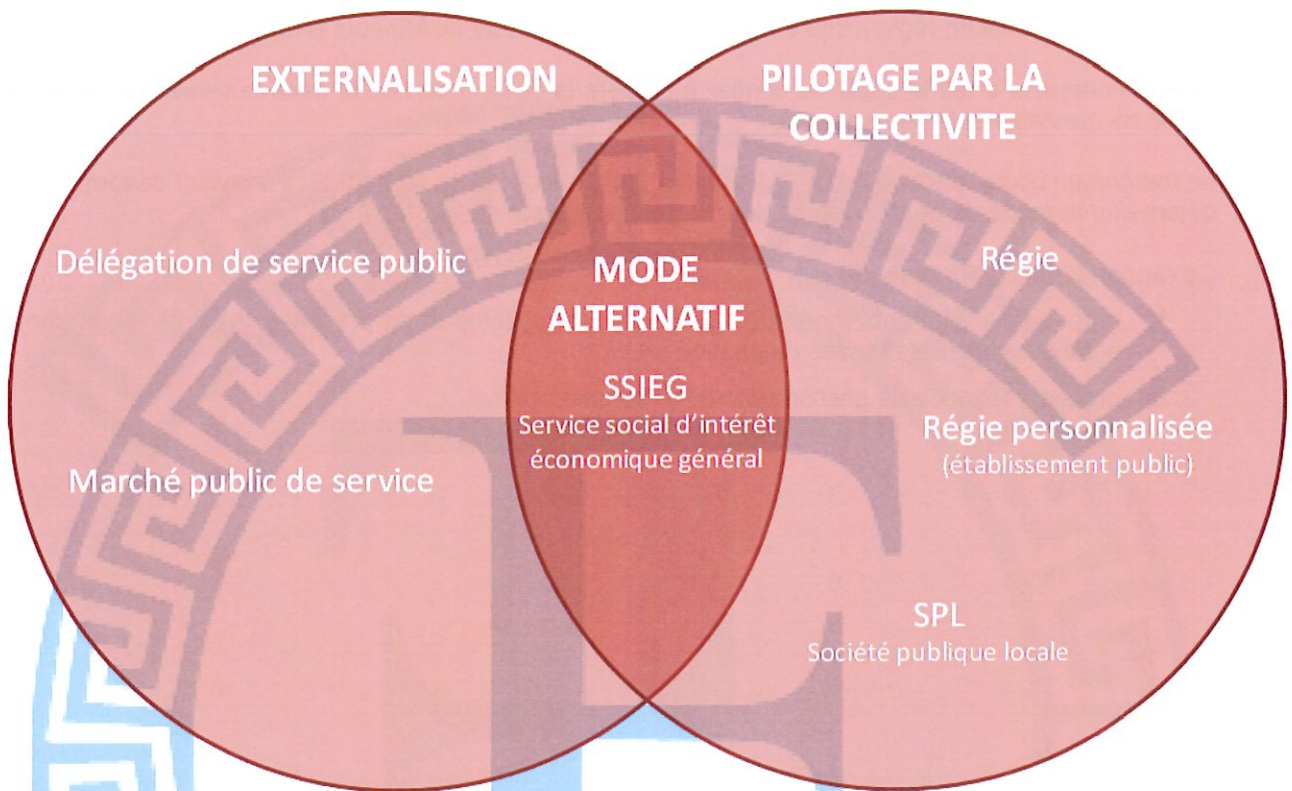 EXTERNALISATION
Délégation de service public
Marché public de service
MODE
ALTERNATIF
SSIEG
Service social d'intérêt
économique général
PILOTAGE PAR LA
COLLECTIVITE
Régie
Régie personnalisée
(établissement public)
SPL
Société publique locale